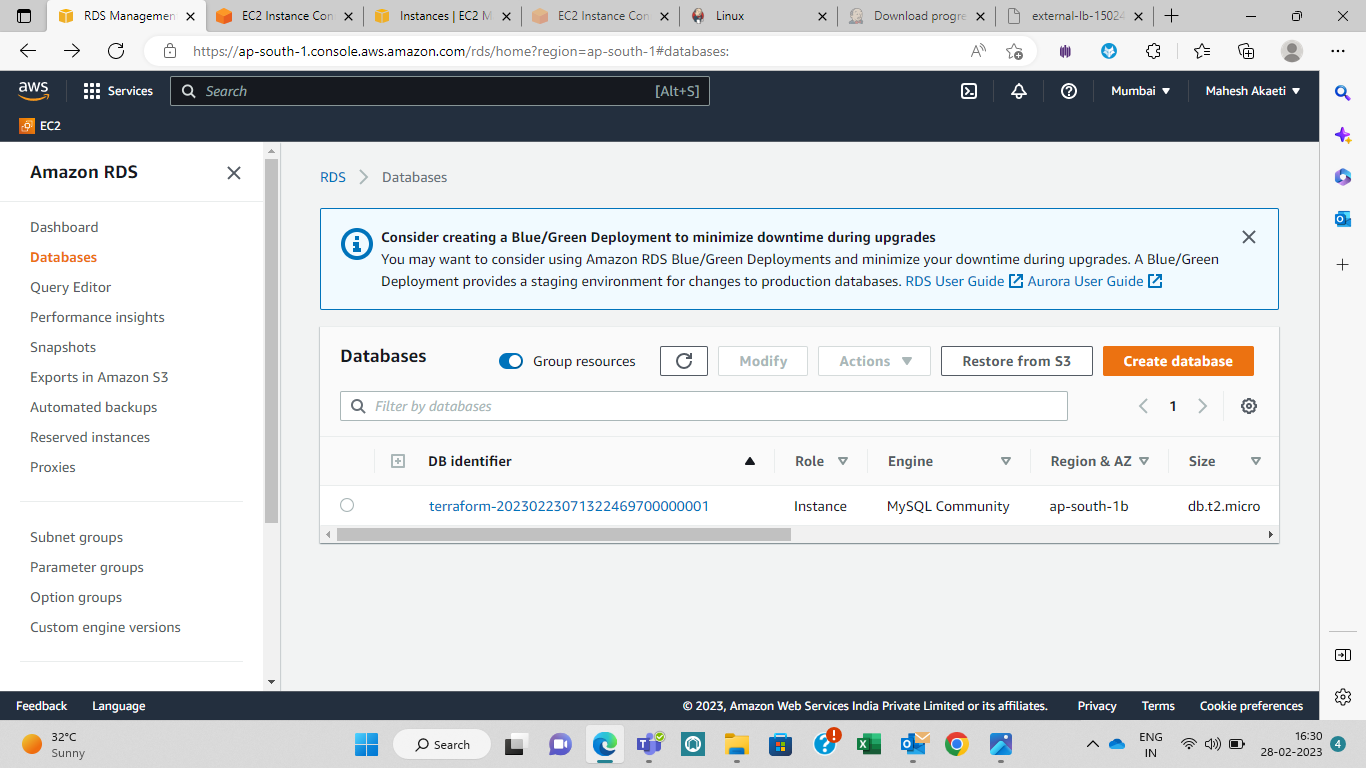 RDS Managemen
EC2 Instance Con
Instances | EC2 M
EC2 Instance Con
Linux
Download progre
external-lb-15024
https://ap-south-1.console.aws.amazon.com/rds/home?region=ap-south-1#databases:
aws
Services
Search
[Alt+S]
Mumbai
Mahesh Akaeti
EC2
Amazon RDS
Dashboard
Databases
Query Editor
Performance insights
Snapshots
Exports in Amazon S3
Automated backups
Reserved instances
Proxies
Subnet groups
Parameter groups
Option groups
Custom engine versions
RDS
Databases
Consider creating a Blue/Green Deployment to minimize downtime during upgrades
You may want to consider using Amazon RDS Blue/Green Deployments and minimize your downtime during upgrades. A Blue/Green
Deployment provides a staging environment for changes to production databases. RDS User Guide Aurora User Guide
Databases
Group resources
Modify
Actions
Restore from S3
Create database
Filter by databases
1
DB identifier
Role
Engine
Region & AZ
Size
terraform-20230223071322469700000001
Instance
MySQL Community
ap-south-1b
db.t2.micro
Feedback
Language
© 2023, Amazon Web Services India Private Limited or its affiliates.
Privacy
Terms
Cookie preferences
32°C
Sunny
Search
ENG
IN
16:30
28-02-2023
4